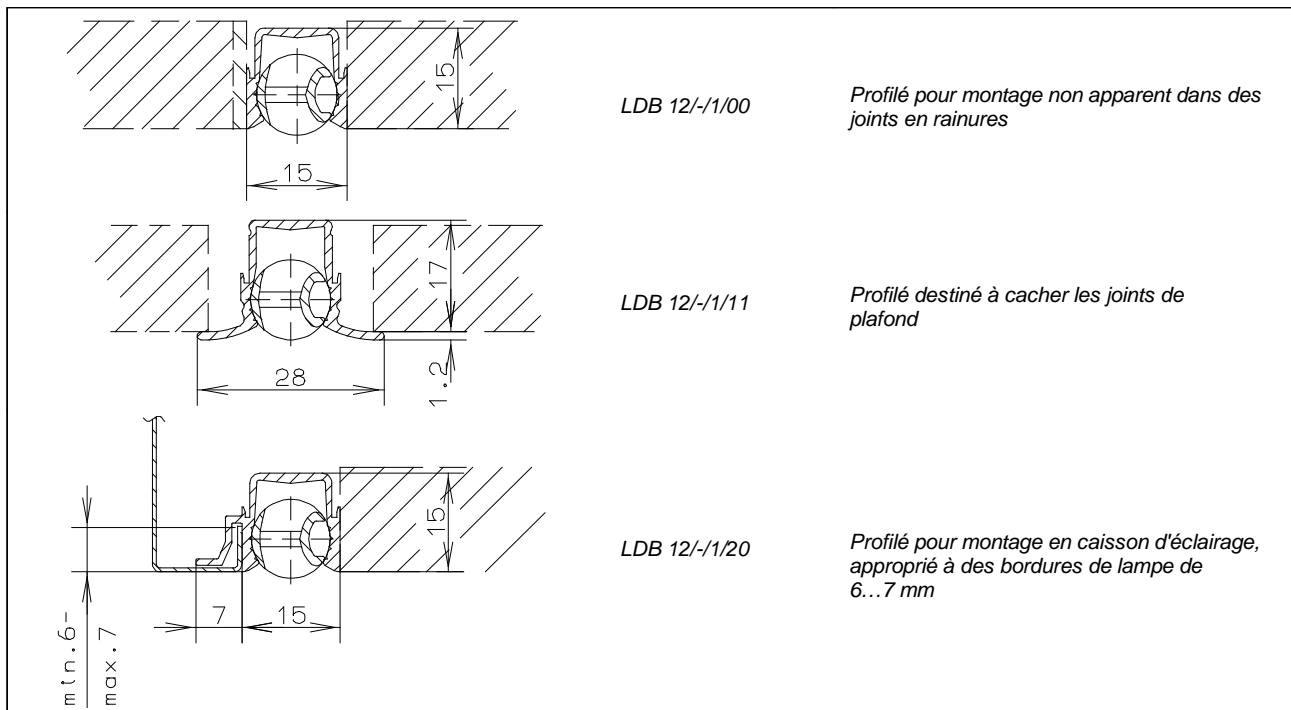 15
15
LDB 12/-/1/00
Profilé pour montage non apparent dans des
joints en rainures
17
28
1.2
LDB 12/-/1/11
Profilé destiné à cacher les joints de
plafond
15
7
15
min.6-
max.7
LDB 12/-/1/20
Profilé pour montage en caisson d'éclairage,
approprié à des bordures de lampe de
6…7 mm